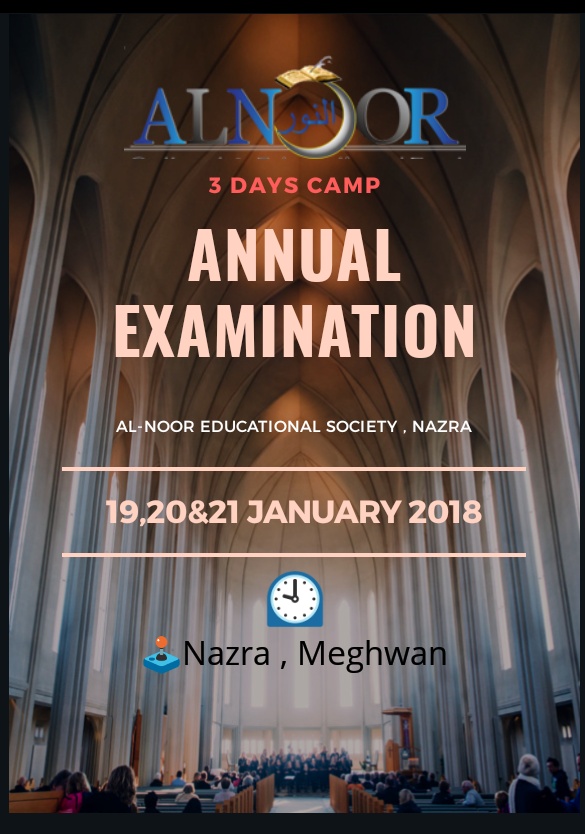 ALNOOR
النور
3 DAYS CAMP
ANNUAL
EXAMINATION
AL-NOOR EDUCATIONAL SOCIETY , NAZRA
19,20&21 JANUARY 2018
Nazra , Meghwan